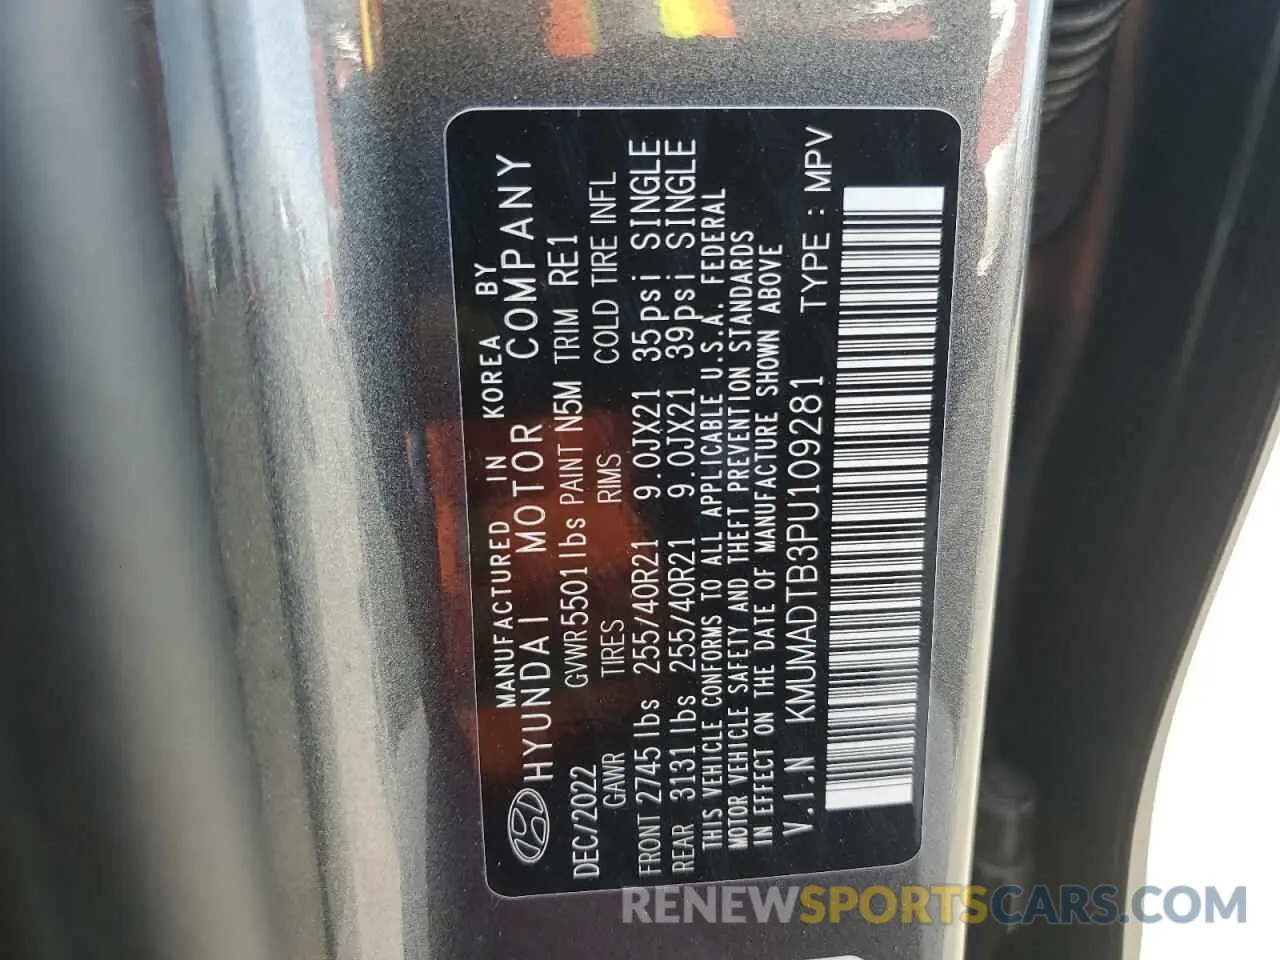 MANUFACTURED IN KOREA BY
HYUNDAI MOTOR COMPANY
DEC/2022 GVWR 5501lbs PAINT N5M TRIM RE1
GAWR TIRES RIMS COLD TIRE INFL
FRONT 2745lbs 255/40R21 9.0JX21 35psi SINGLE
REAR 3131lbs 255/40R21 9.0JX21 39psi SINGLE
THIS VEHICLE CONFORMS TO ALL APPLICABLE U.S.A. FEDERAL
MOTOR VEHICLE SAFETY AND THEFT PREVENTION STANDARDS
IN EFFECT ON THE DATE OF MANUFACTURE SHOWN ABOVE
V.I.N KMUMADTB3PU109281 TYPE : MPV
RENEWSPORTSCARS.COM